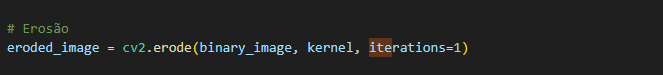 # Erosão
eroded_image = cv2.erode(binary_image, kernel, iterations=1)